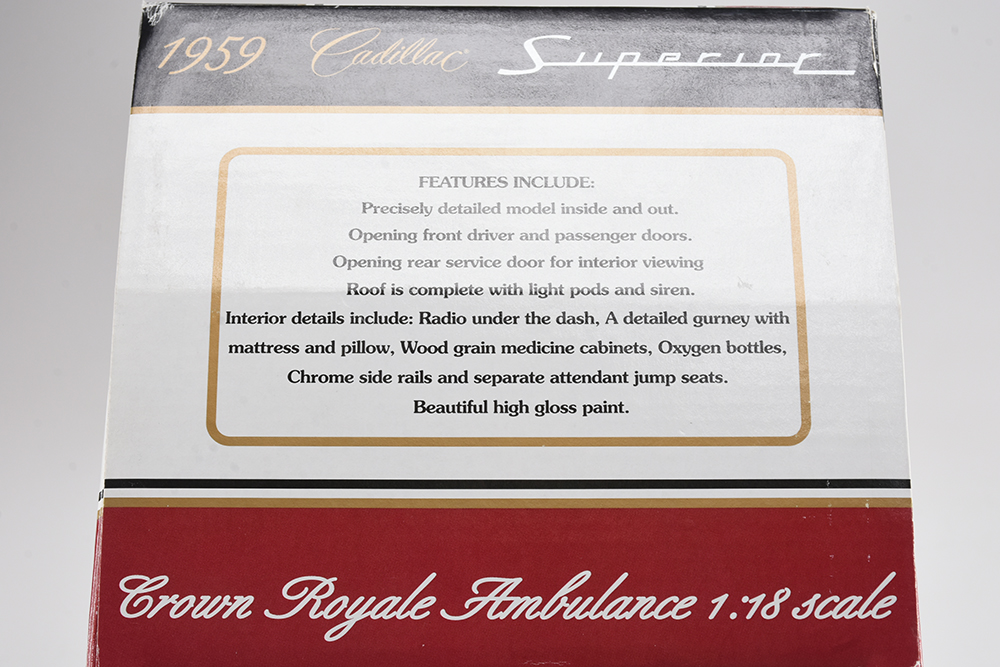 1959 Cadillac Superior
FEATURES INCLUDE:
Precisely detailed model inside and out.
Opening front driver and passenger doors.
Opening rear service door for interior viewing
Roof is complete with light pods and siren.
Interior details include: Radio under the dash, A detailed gurney with
mattress and pillow, Wood grain medicine cabinets, Oxygen bottles,
Chrome side rails and separate attendant jump seats.
Beautiful high gloss paint.
Crown Royale Ambulance 1:18 scale